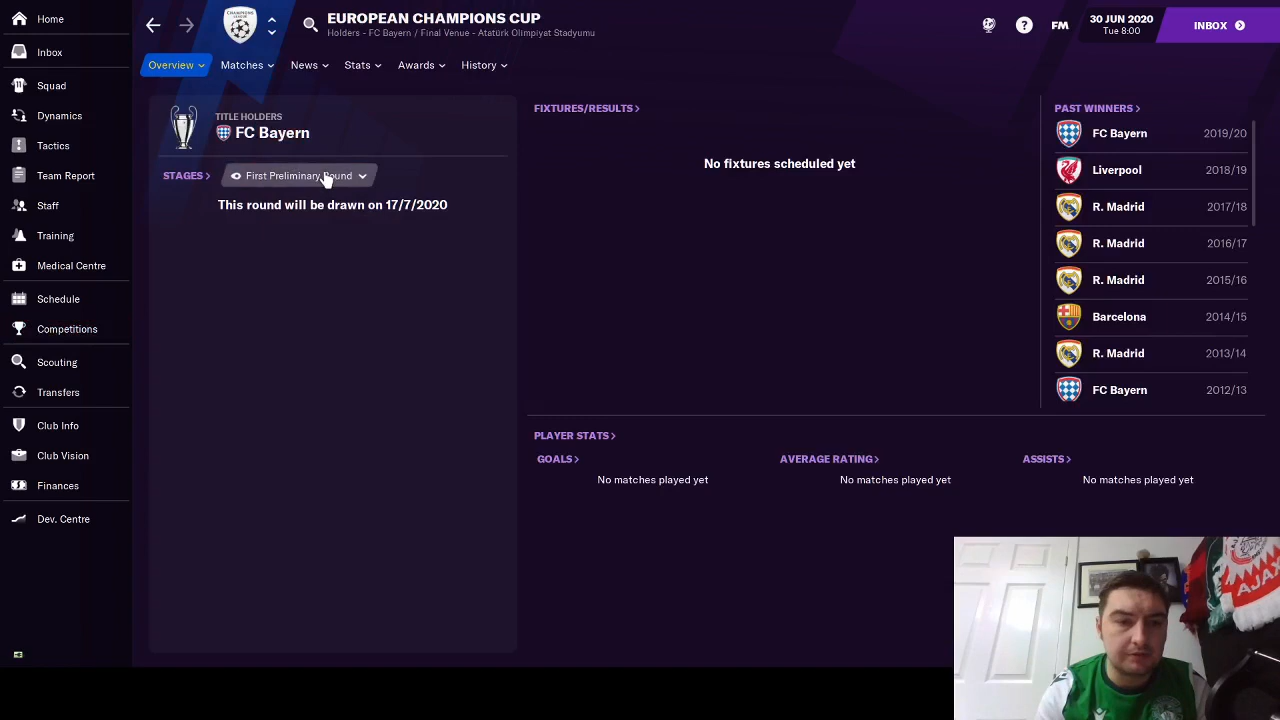 Home
Inbox
Squad
Dynamics
Tactics
Team Report
Staff
Training
Medical Centre
Schedule
Competitions
Scouting
Transfers
Club Info
Club Vision
Finances
Dev. Centre
CHAMPIONS LEAGUE
EUROPEAN CHAMPIONS CUP
Holders - FC Bayern / Final Venue - Atatürk Olimpiyat Stadyumu
?
FM
30 JUN 2020
Tue 8:00
INBOX
Overview
Matches
News
Stats
Awards
History
TITLE HOLDERS
FC Bayern
STAGES
First Preliminary Round
This round will be drawn on 17/7/2020
FIXTURES/RESULTS
No fixtures scheduled yet
PAST WINNERS
FC Bayern 2019/20
Liverpool 2018/19
R. Madrid 2017/18
R. Madrid 2016/17
R. Madrid 2015/16
Barcelona 2014/15
R. Madrid 2013/14
FC Bayern 2012/13
PLAYER STATS
GOALS
No matches played yet
AVERAGE RATING
No matches played yet
ASSISTS
No matches played yet
AJAX